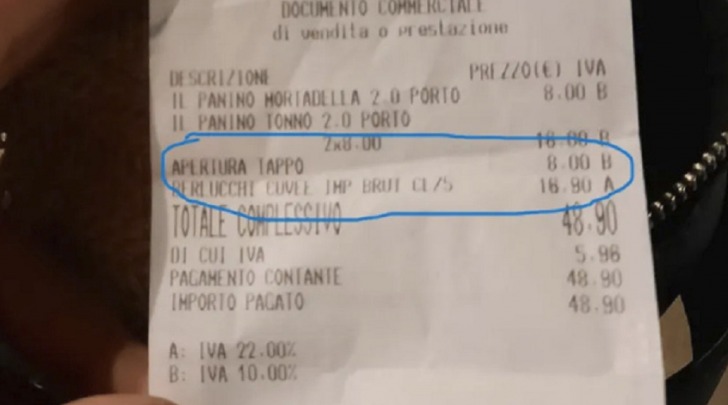 DOCUMENTO COMMERCIALE
di vendita o prestazione
DESCRIZIONE PREZZO(€) IVA
IL PANINO MORTADELLA 2.0 PORTO 8.00 B
IL PANINO TONNO 2.0 PORTO
2x8.00 16.00 B
APERTURA TAPPO 8.00 B
BERLUCCHI CUVEE IMP BRUT CL75 16.90 A
TOTALE COMPLESSIVO 48.90
DI CUI IVA 5.96
PAGAMENTO CONTANTE 48.90
IMPORTO PAGATO 48.90
A: IVA 22.00%
B: IVA 10.00%